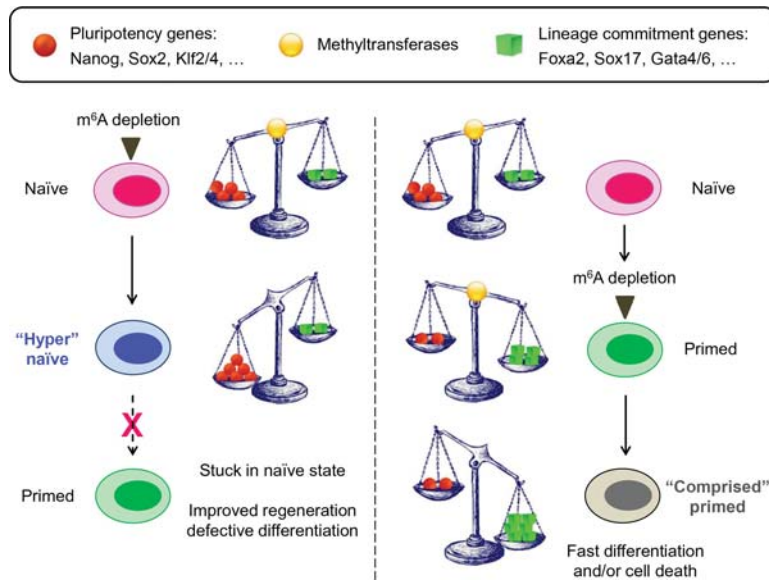 Pluripotency genes:
Nanog, Sox2, Klf2/4, …
Methyltransferases
Lineage commitment genes:
Foxa2, Sox17, Gata4/6, …
m⁶A depletion
Naïve
"Hyper"
naïve
X
Primed
Stuck in naïve state
Improved regeneration
defective differentiation
Naïve
m⁶A depletion
Primed
"Comprised"
primed
Fast differentiation
and/or cell death